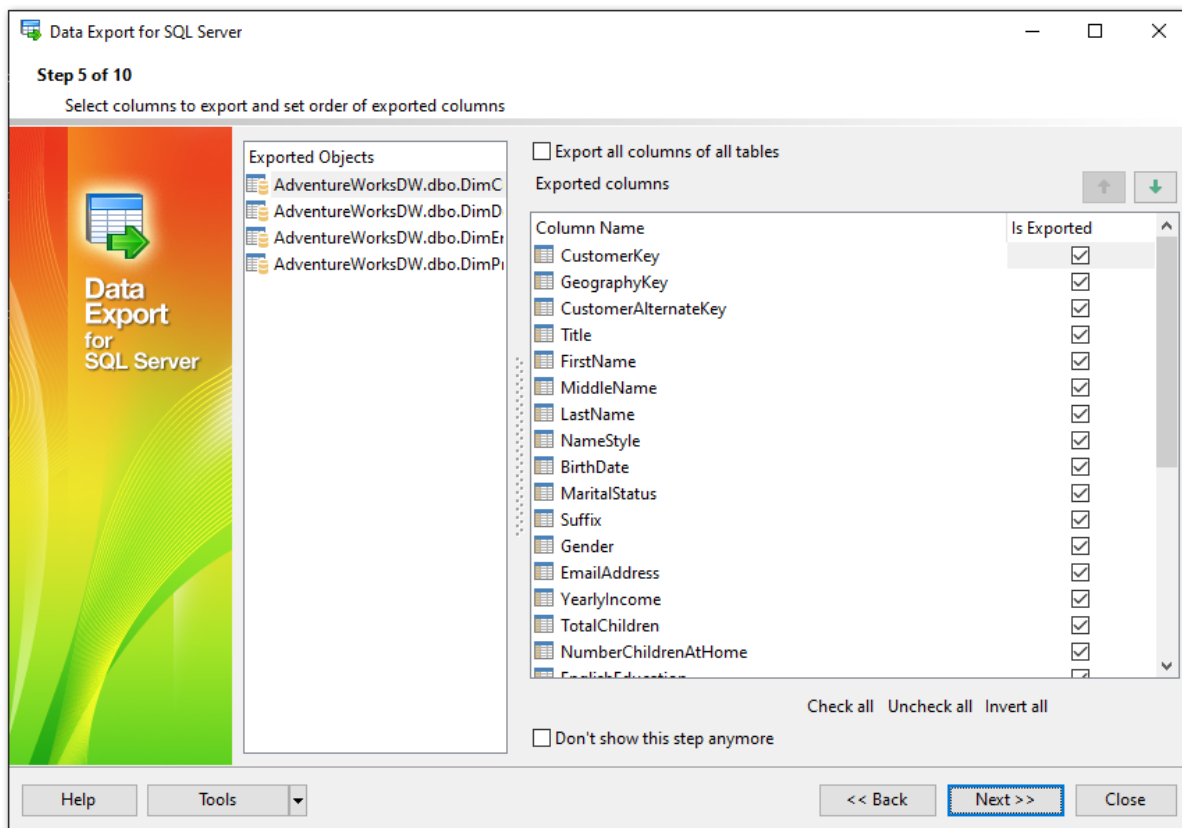 Data Export for SQL Server
Step 5 of 10
Select columns to export and set order of exported columns
Data
Export
for
SQL Server
Exported Objects
AdventureWorksDW.dbo.DimC
AdventureWorksDW.dbo.DimD
AdventureWorksDW.dbo.DimEr
AdventureWorksDW.dbo.DimPr
Export all columns of all tables
Exported columns
Column Name Is Exported
CustomerKey
GeographyKey
CustomerAlternateKey
Title
FirstName
MiddleName
LastName
NameStyle
BirthDate
MaritalStatus
Suffix
Gender
EmailAddress
YearlyIncome
TotalChildren
NumberChildrenAtHome
EnglishEducation
Check all Uncheck all Invert all
Don't show this step anymore
Help Tools << Back Next >> Close